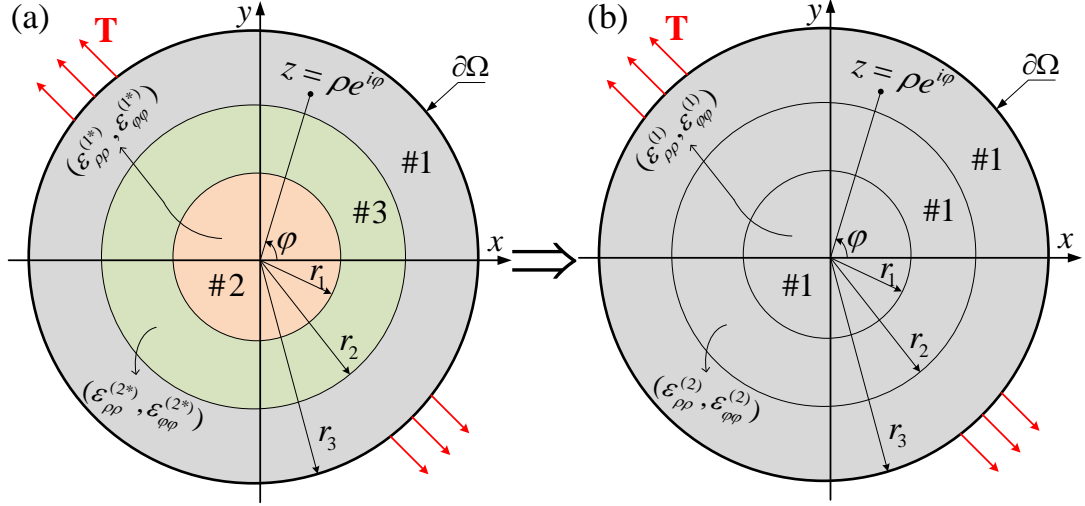 (a)
y
T
z = ρe^{iφ}
∂Ω
(ε_{ρρ}^{(1*)}, ε_{φφ}^{(1*)})
#1
#3
φ
x
#2
r_1
r_2
(ε_{ρρ}^{(2*)}, ε_{φφ}^{(2*)})
r_3
(b)
y
T
z = ρe^{iφ}
∂Ω
(ε_{ρρ}^{(1)}, ε_{φφ}^{(1)})
#1
#1
φ
x
#1
r_1
r_2
(ε_{ρρ}^{(2)}, ε_{φφ}^{(2)})
r_3